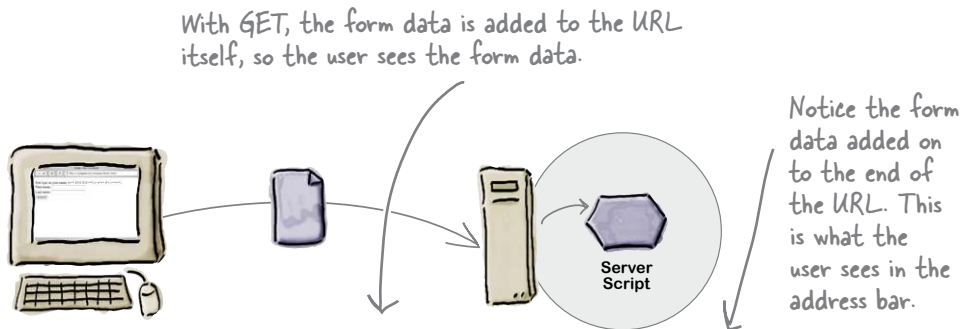 With GET, the form data is added to the URL
itself, so the user sees the form data.
Notice the form
data added on
to the end of
the URL. This
is what the
user sees in the
address bar.
Server
Script